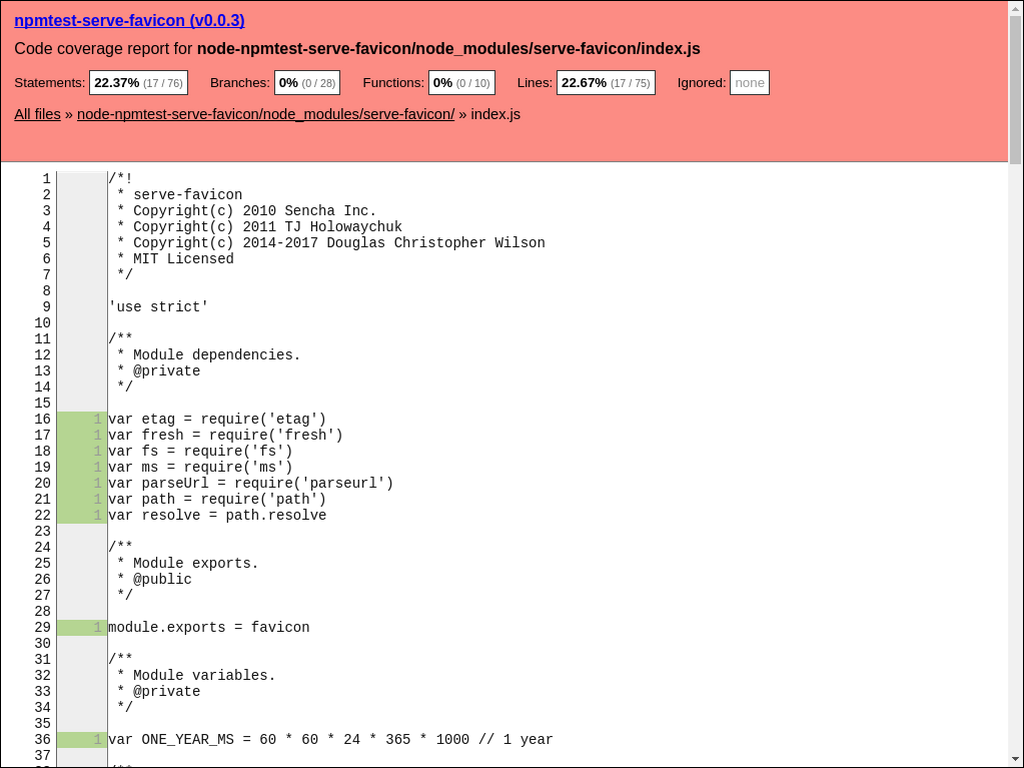 npmtest-serve-favicon (v0.0.3)
Code coverage report for node-npmtest-serve-favicon/node_modules/serve-favicon/index.js
Statements: 22.37% (17 / 76) Branches: 0% (0 / 28) Functions: 0% (0 / 10) Lines: 22.67% (17 / 75) Ignored: none
All files » node-npmtest-serve-favicon/node_modules/serve-favicon/ » index.js
1 /*!
2  * serve-favicon
3  * Copyright(c) 2010 Sencha Inc.
4  * Copyright(c) 2011 TJ Holowaychuk
5  * Copyright(c) 2014-2017 Douglas Christopher Wilson
6  * MIT Licensed
7  */
8
9 'use strict'
10
11 /**
12  * Module dependencies.
13  * @private
14  */
15
16 1 var etag = require('etag')
17 1 var fresh = require('fresh')
18 1 var fs = require('fs')
19 1 var ms = require('ms')
20 1 var parseUrl = require('parseurl')
21 1 var path = require('path')
22 1 var resolve = path.resolve
23
24 /**
25  * Module exports.
26  * @public
27  */
28
29 1 module.exports = favicon
30
31 /**
32  * Module variables.
33  * @private
34  */
35
36 1 var ONE_YEAR_MS = 60 * 60 * 24 * 365 * 1000 // 1 year
37